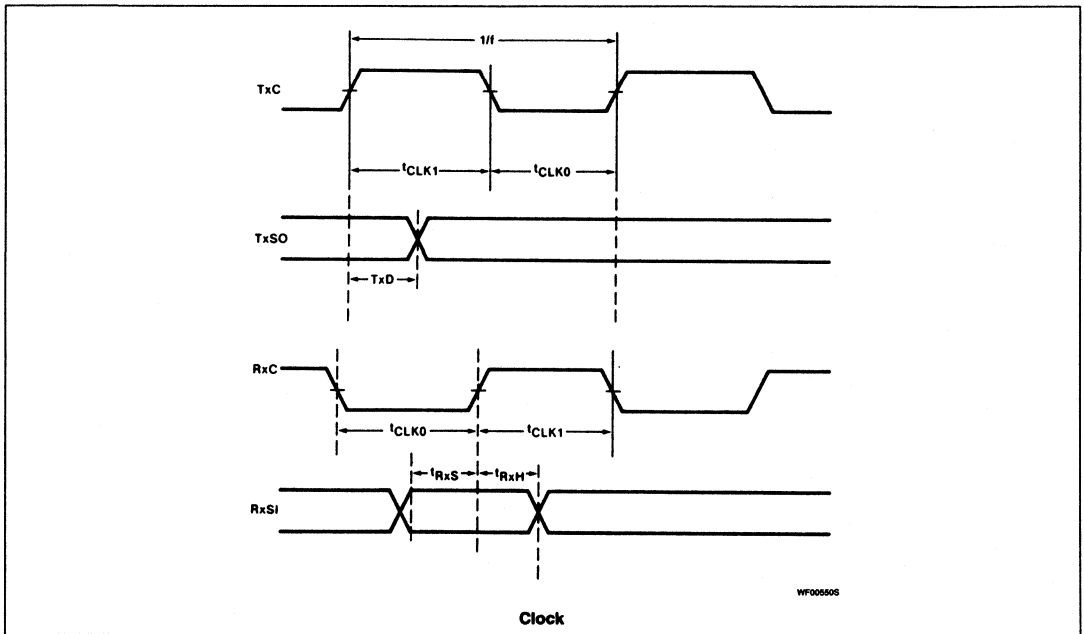 1/f
TxC
tCLK1
tCLK0
TxSO
TxD
RxC
tCLK0
tCLK1
tRxS
tRxH
RxSI
WF00550S
Clock